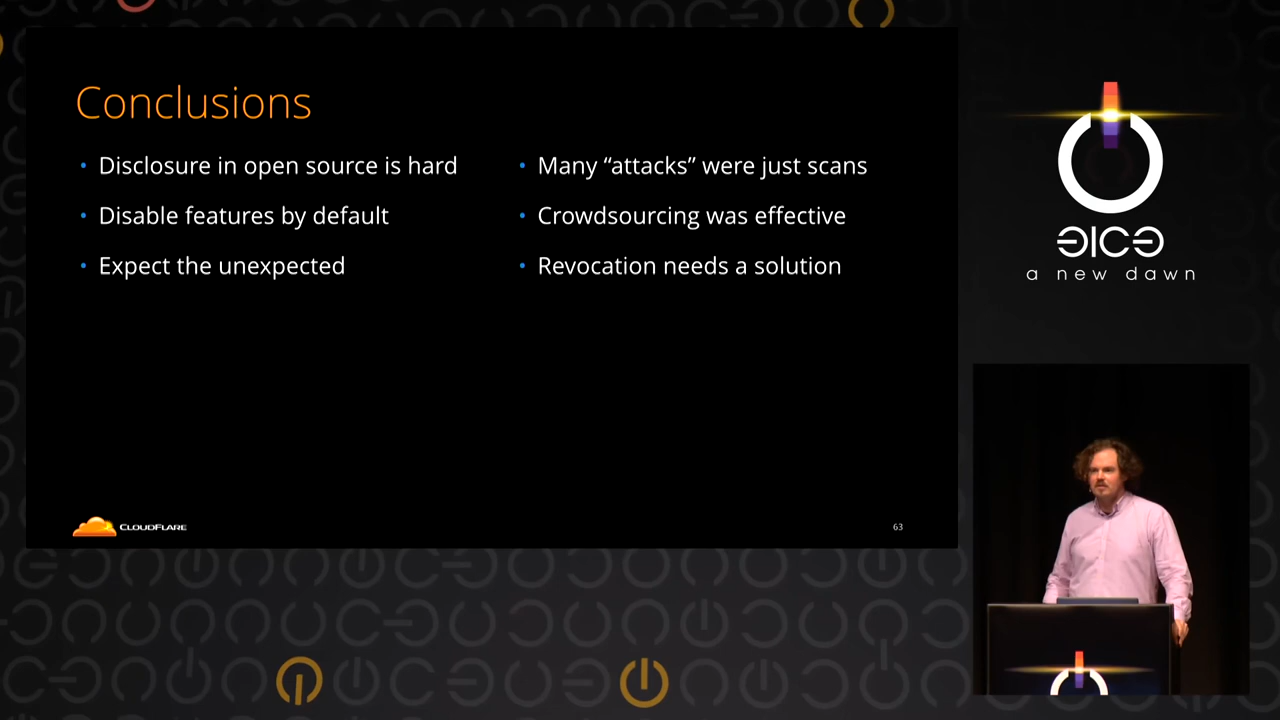 Conclusions
• Disclosure in open source is hard
• Disable features by default
• Expect the unexpected
• Many “attacks” were just scans
• Crowdsourcing was effective
• Revocation needs a solution
CLOUDFLARE
63
a new dawn